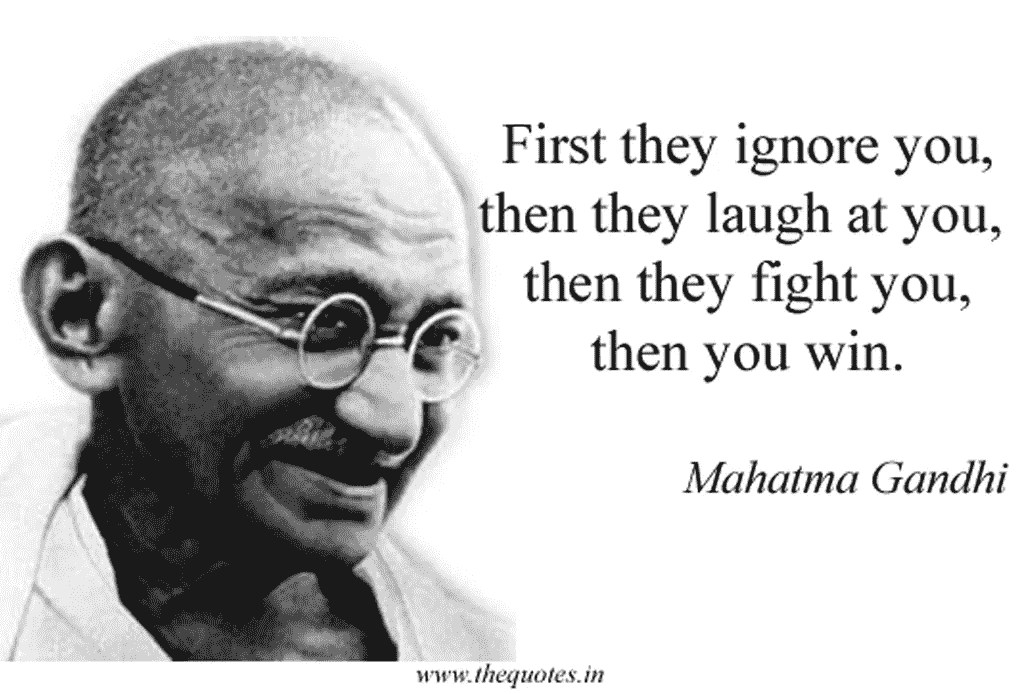 First they ignore you,
then they laugh at you,
then they fight you,
then you win.
Mahatma Gandhi
www.thequotes.in